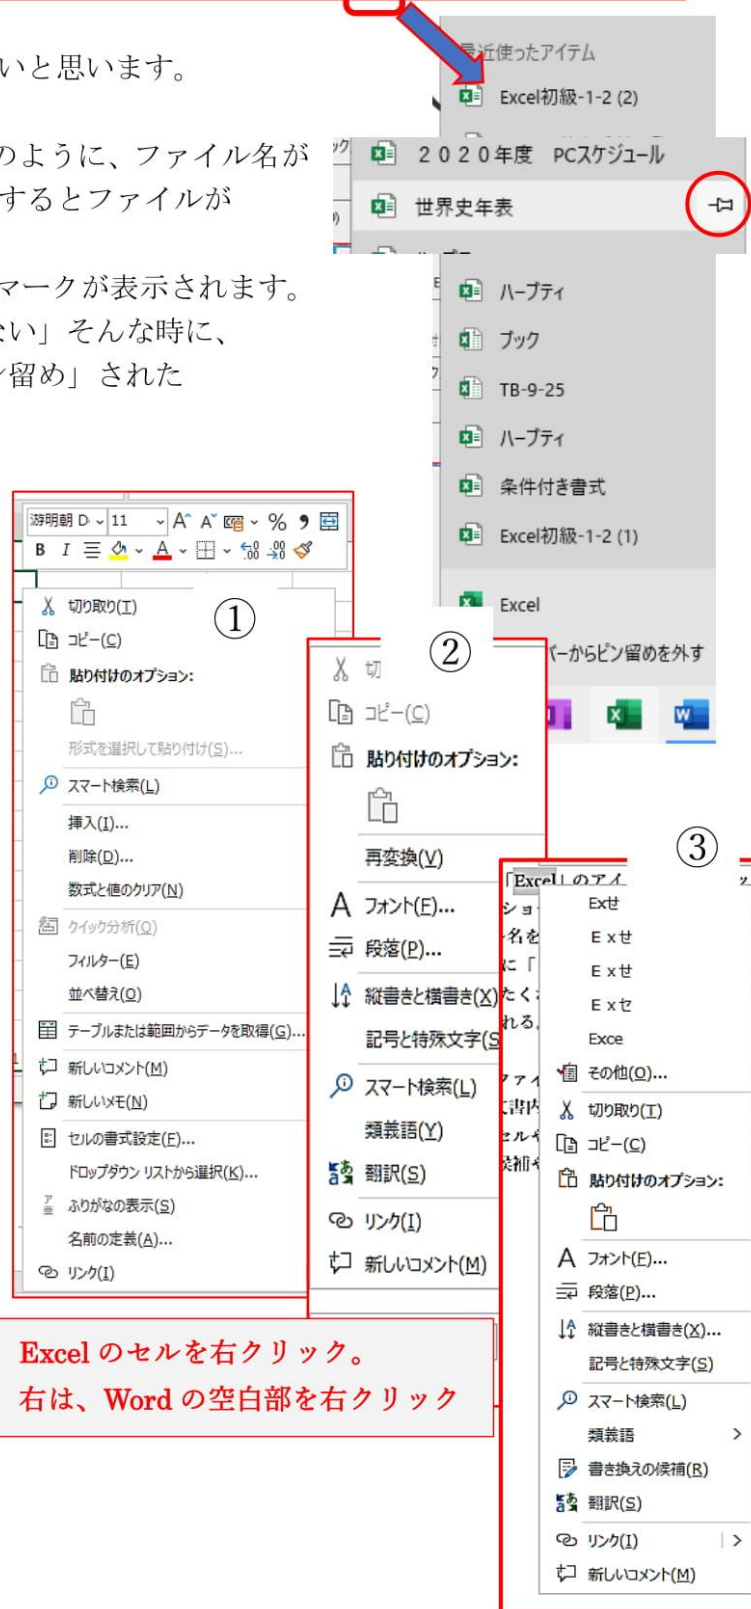 いと思います。
のように、ファイル名が
するとファイルが
マークが表示されます。
ない」そんな時に、
ン留め」された
最近使ったアイテム
Excel初級-1-2 (2)
２０２０年度　PCスケジュール
世界史年表
ハーブティ
ブック
TB-9-25
ハーブティ
条件付き書式
Excel初級-1-2 (1)
Excel
バーからピン留めを外す
游明朝 D 11 A^ A˅ % ,
B I A
①
切り取り(T)
コピー(C)
貼り付けのオプション:
形式を選択して貼り付け(S)...
スマート検索(L)
挿入(I)...
削除(D)...
数式と値のクリア(N)
クイック分析(Q)
フィルター(E)
並べ替え(O)
テーブルまたは範囲からデータを取得(G)...
新しいコメント(M)
新しいメモ(N)
セルの書式設定(F)...
ドロップダウン リストから選択(K)...
ふりがなの表示(S)
名前の定義(A)...
リンク(I)
②
切
コピー(C)
貼り付けのオプション:
再変換(V)
フォント(F)...
段落(P)...
縦書きと横書き(X)
記号と特殊文字(S
スマート検索(L)
類義語(Y)
翻訳(S)
リンク(I)
新しいコメント(M)
③
「Excel」のアイ
ショ
名を
に「
たく
れる
ファイ
文書内
セルや
候補や
Exせ
Ｅｘせ
Ｅｘせ
Ｅｘセ
Exce
その他(O)...
切り取り(T)
コピー(C)
貼り付けのオプション:
フォント(F)...
段落(P)...
縦書きと横書き(X)...
記号と特殊文字(S)
スマート検索(L)
類義語
書き換えの候補(R)
翻訳(S)
リンク(I)
新しいコメント(M)
Excel のセルを右クリック。
右は、Word の空白部を右クリック